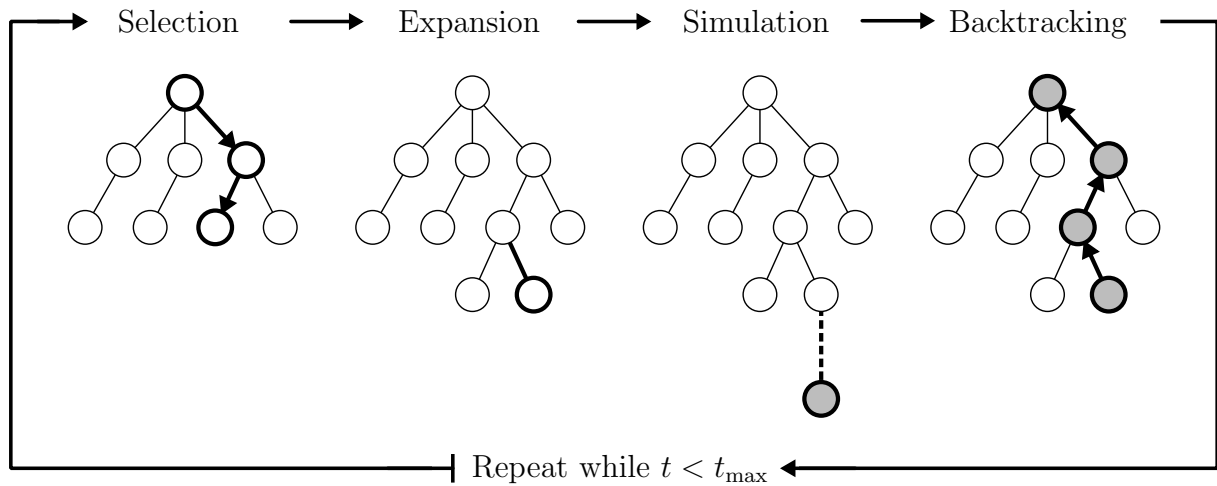 Selection Expansion Simulation Backtracking
Repeat while t < t_max